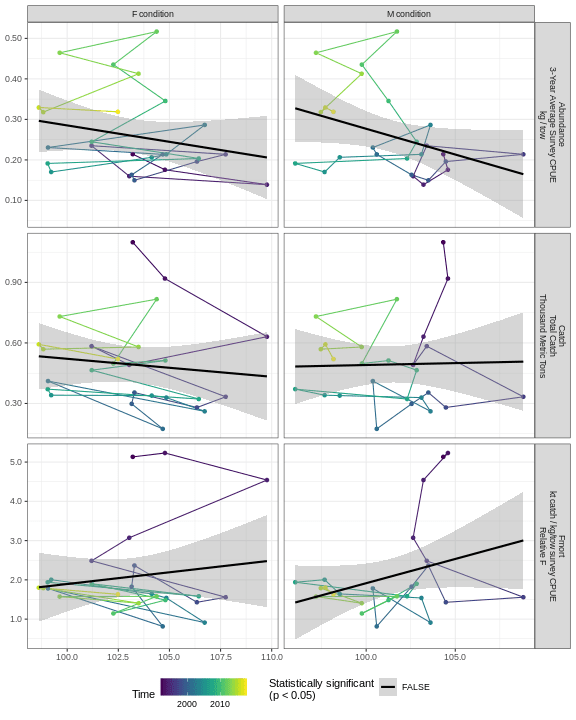 F condition
M condition
0.50
0.40
0.30
0.20
0.10
Abundance
3-Year Average Survey CPUE
kg / tow
0.90
0.60
0.30
Catch
Total Catch
Thousand Metric Tons
5.0
4.0
3.0
2.0
1.0
Fmort
kt catch / kg/tow survey CPUE
Relative F
100.0
102.5
105.0
107.5
110.0
100.0
105.0
Time
2000
2010
Statistically significant
(p < 0.05)
FALSE